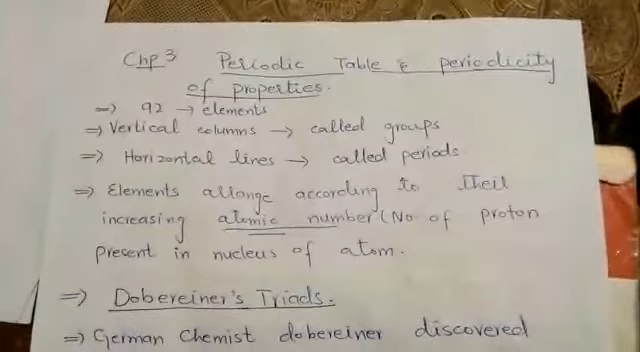 Chp 3 Periodic Table & periodicity
of properties.
=> 92 → elements
=> Vertical columns → called groups
=> Horizontal lines → called periods
=> Elements arrange according to their
increasing atomic number (No. of proton
present in nucleus of atom.
=> Dobereiner's Triads.
=> German Chemist dobereiner discovered